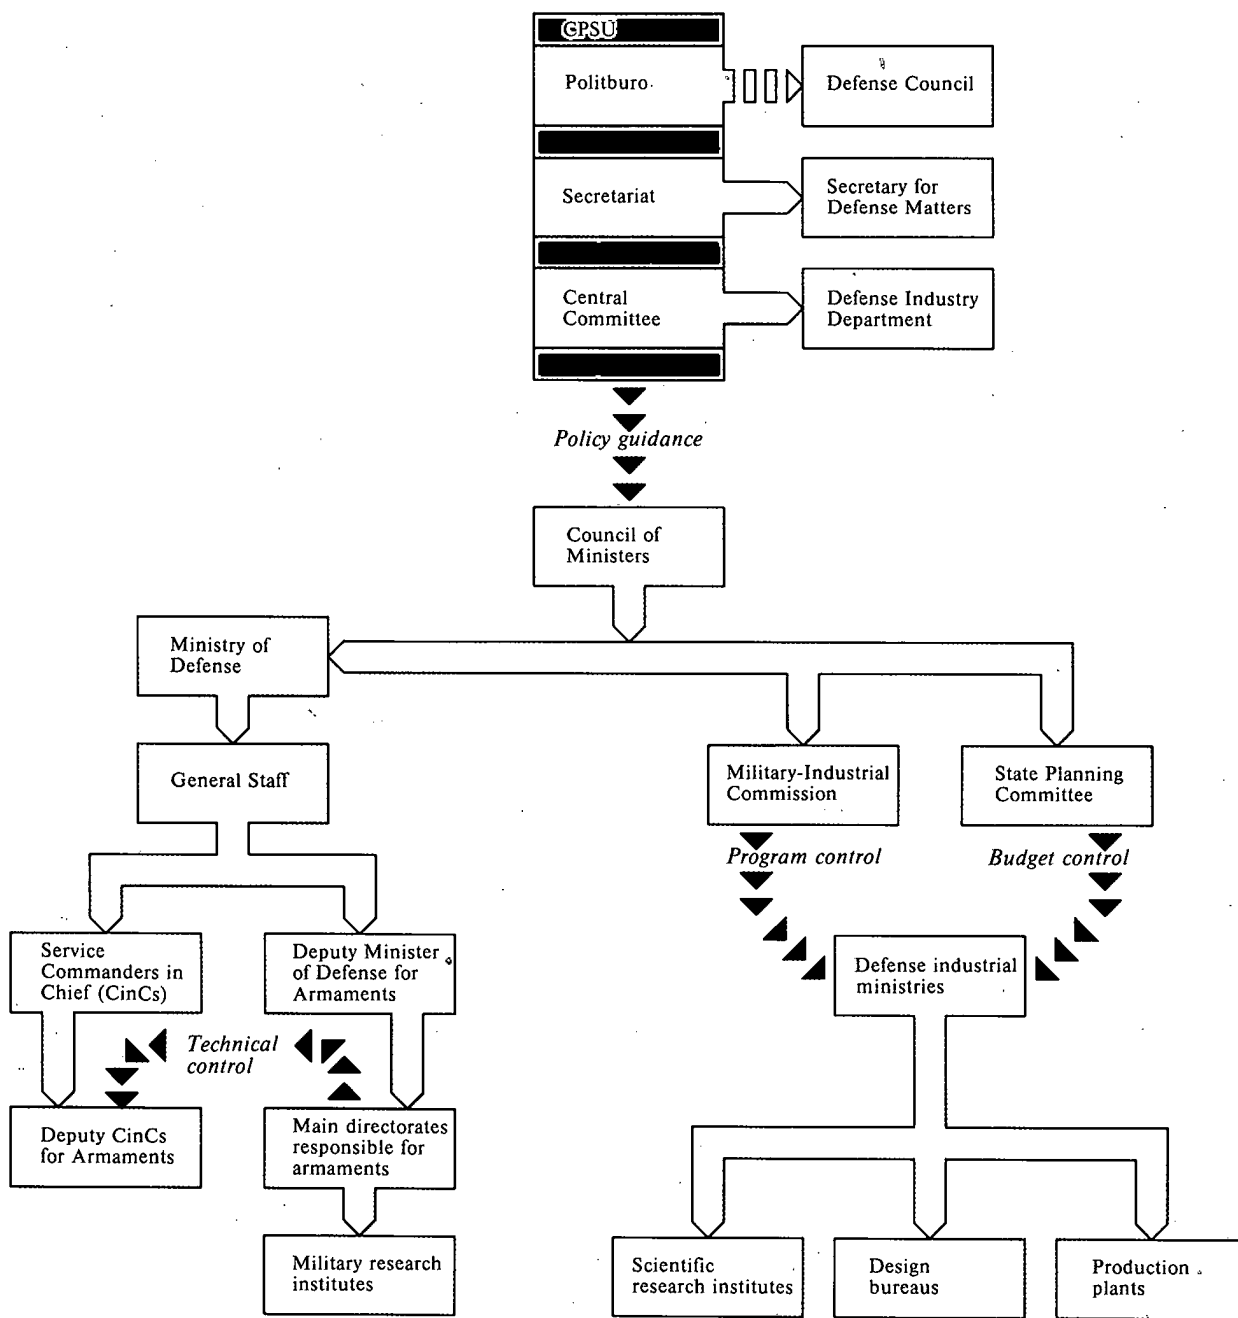 CPSU
Politburo
Defense Council
Secretariat
Secretary for
Defense Matters
Central
Committee
Defense Industry
Department
Policy guidance
Council of
Ministers
Ministry of
Defense
General Staff
Military-Industrial
Commission
State Planning
Committee
Program control
Budget control
Service
Commanders in
Chief (CinCs)
Deputy Minister
of Defense for
Armaments
Defense industrial
ministries
Technical
control
Deputy CinCs
for Armaments
Main directorates
responsible for
armaments
Military research
institutes
Scientific
research institutes
Design
bureaus
Production
plants